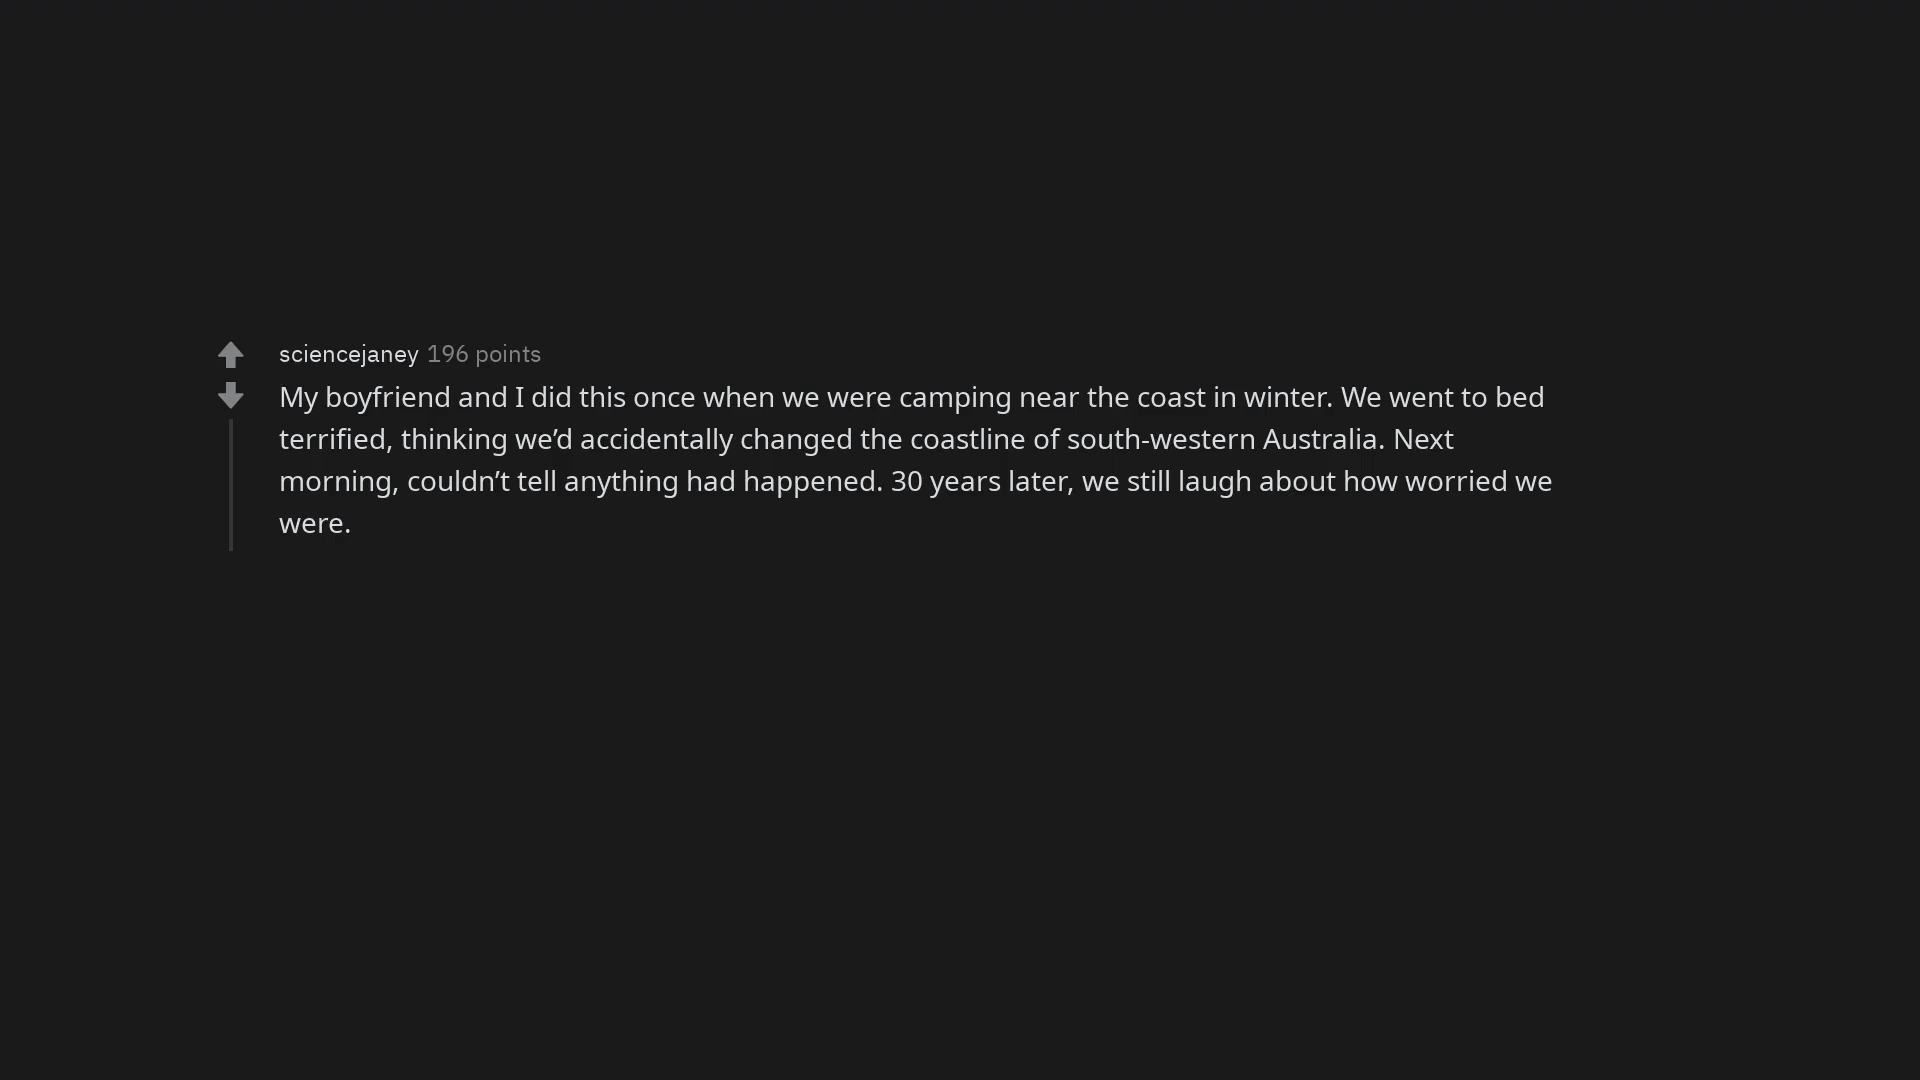 sciencejaney 196 points
My boyfriend and I did this once when we were camping near the coast in winter. We went to bed
terrified, thinking we’d accidentally changed the coastline of south-western Australia. Next
morning, couldn’t tell anything had happened. 30 years later, we still laugh about how worried we
were.